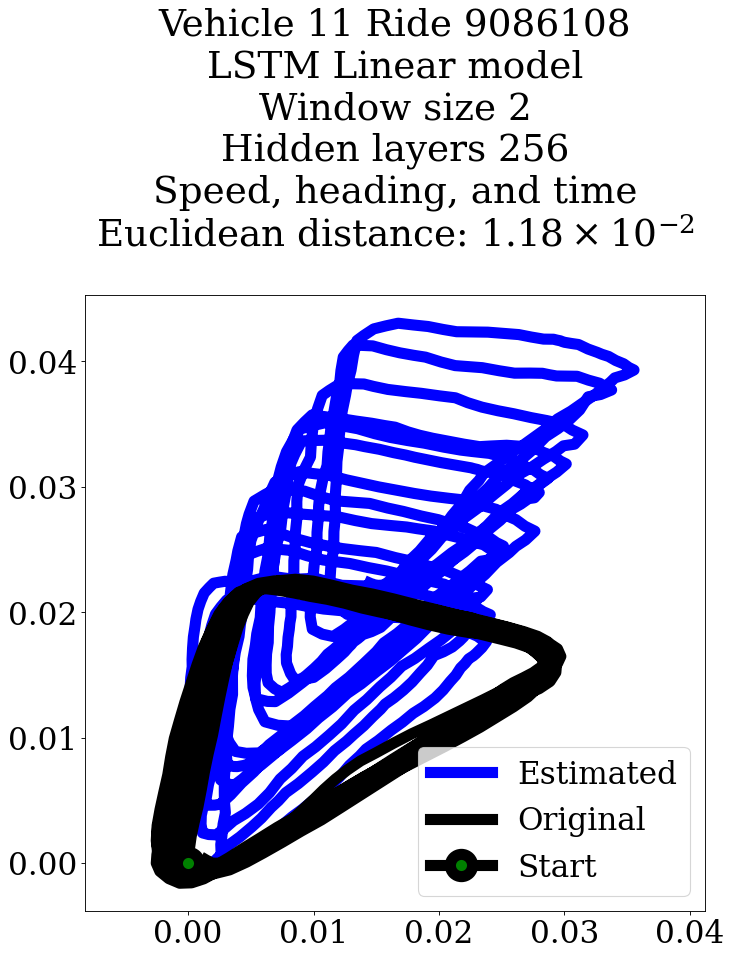 Vehicle 11 Ride 9086108
LSTM Linear model
Window size 2
Hidden layers 256
Speed, heading, and time
Euclidean distance: $1.18 \times 10^{-2}$
0.04
0.03
0.02
0.01
0.00
Estimated
Original
Start
0.00 0.01 0.02 0.03 0.04